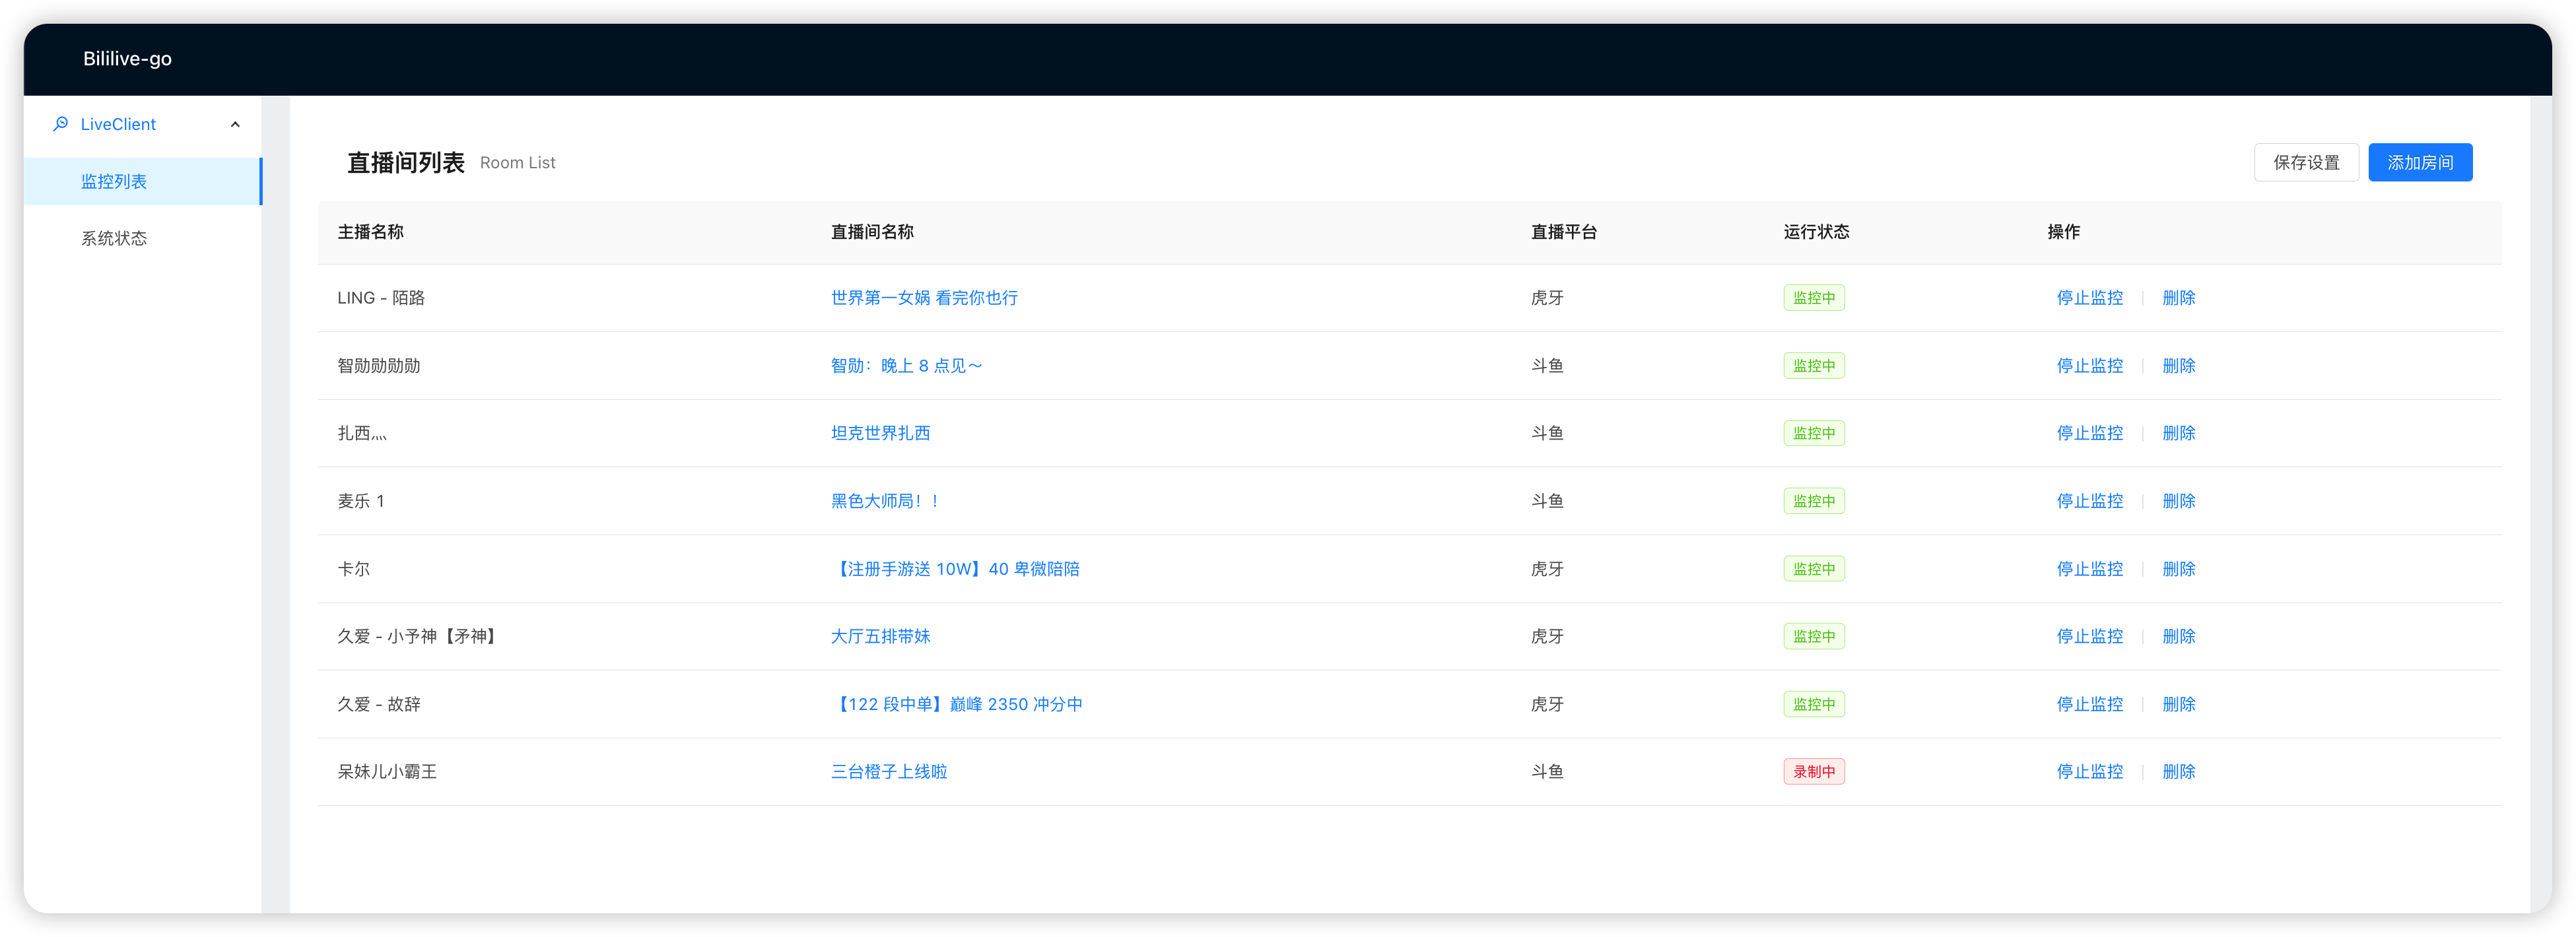 Bililive-go
LiveClient
监控列表
系统状态
直播间列表 Room List 保存设置 添加房间
主播名称 直播间名称 直播平台 运行状态 操作
LING - 陌路 世界第一女娲 看完你也行 虎牙 监控中 停止监控 删除
智勋勋勋勋 智勋：晚上 8 点见～ 斗鱼 监控中 停止监控 删除
扎西灬 坦克世界扎西 斗鱼 监控中 停止监控 删除
麦乐 1 黑色大师局！！ 斗鱼 监控中 停止监控 删除
卡尔 【注册手游送 10W】40 卑微陪陪 虎牙 监控中 停止监控 删除
久爱 - 小予神【矛神】 大厅五排带妹 虎牙 监控中 停止监控 删除
久爱 - 故辞 【122 段中单】巅峰 2350 冲分中 虎牙 监控中 停止监控 删除
呆妹儿小霸王 三台橙子上线啦 斗鱼 录制中 停止监控 删除